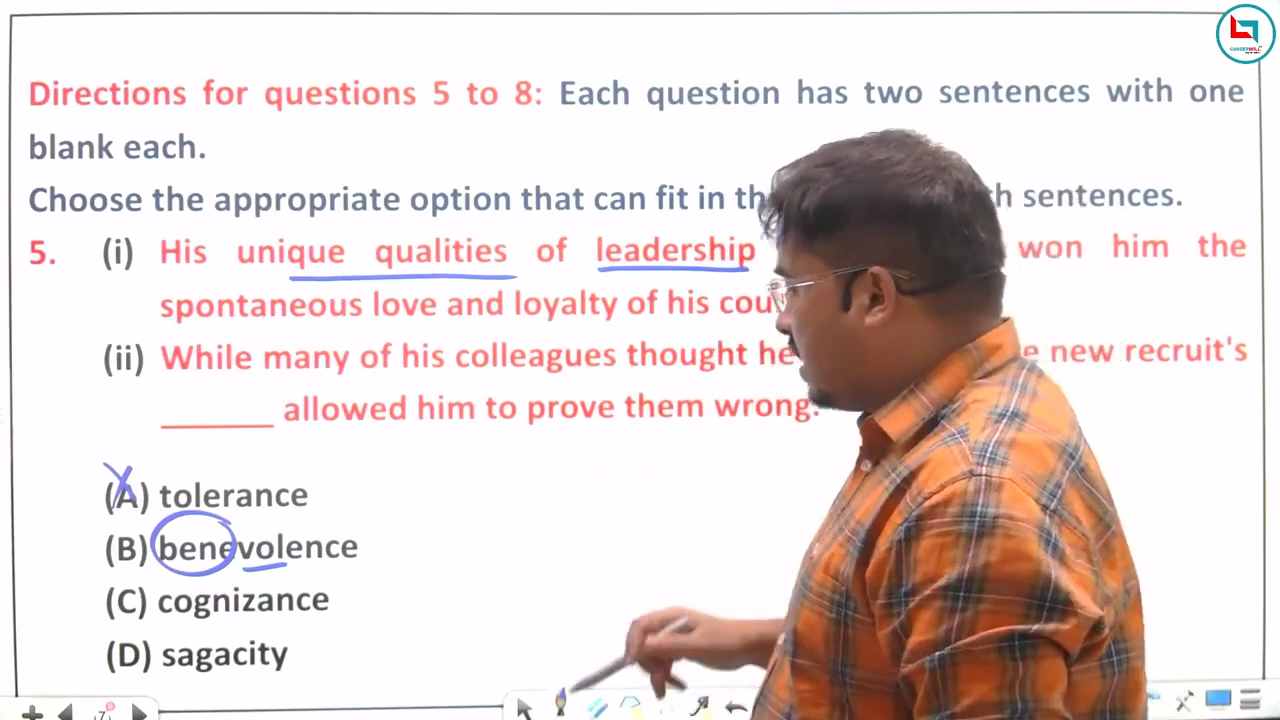 Directions for questions 5 to 8: Each question has two sentences with one
blank each.
Choose the appropriate option that can fit in sentences.
5. (i) His unique qualities of leadership won him the
spontaneous love and loyalty of his
(ii) While many of his colleagues thought he new recruit's
______ allowed him to prove them wrong.
(A) tolerance
(B) benevolence
(C) cognizance
(D) sagacity